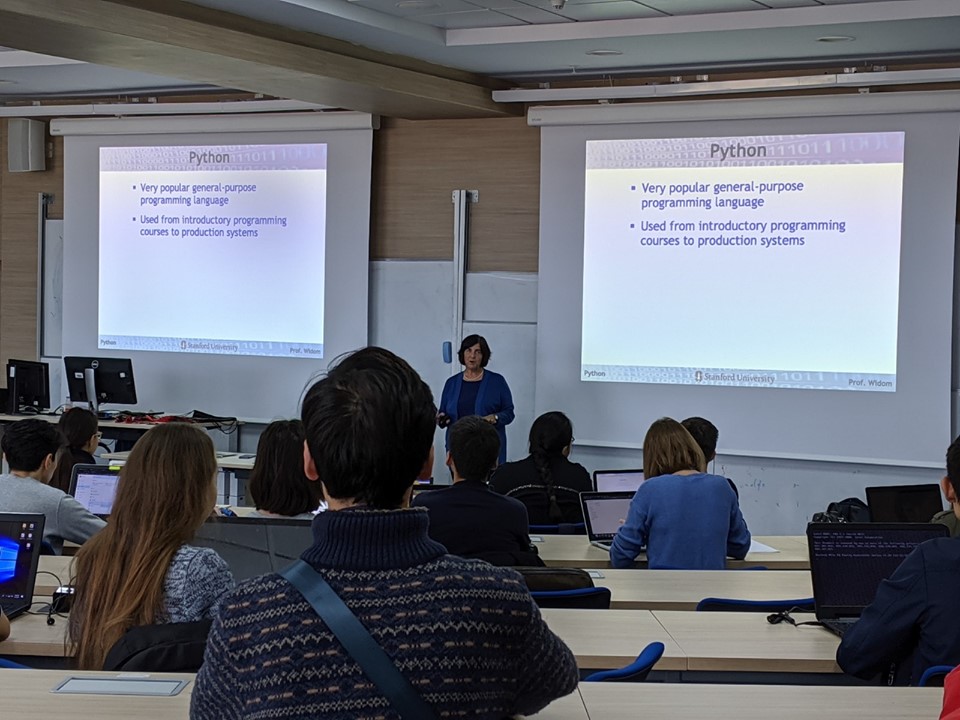 Python
▪ Very popular general-purpose
programming language
▪ Used from introductory programming
courses to production systems
Python
Stanford University
Prof. Widom
Python
▪ Very popular general-purpose
programming language
▪ Used from introductory programming
courses to production systems
Python
Stanford University
Prof. Widom